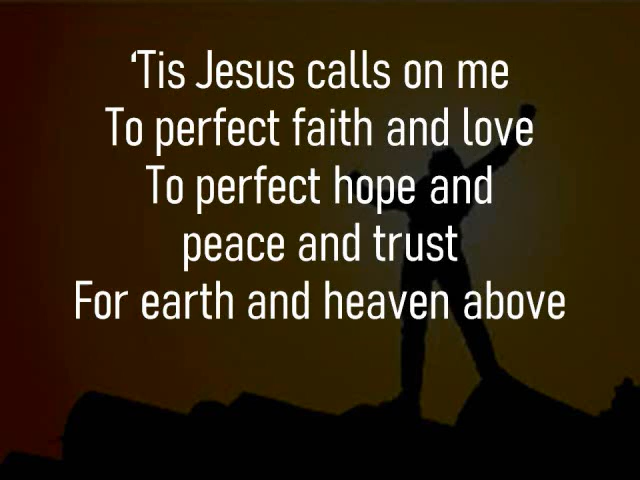 ‘Tis Jesus calls on me
To perfect faith and love
To perfect hope and
peace and trust
For earth and heaven above